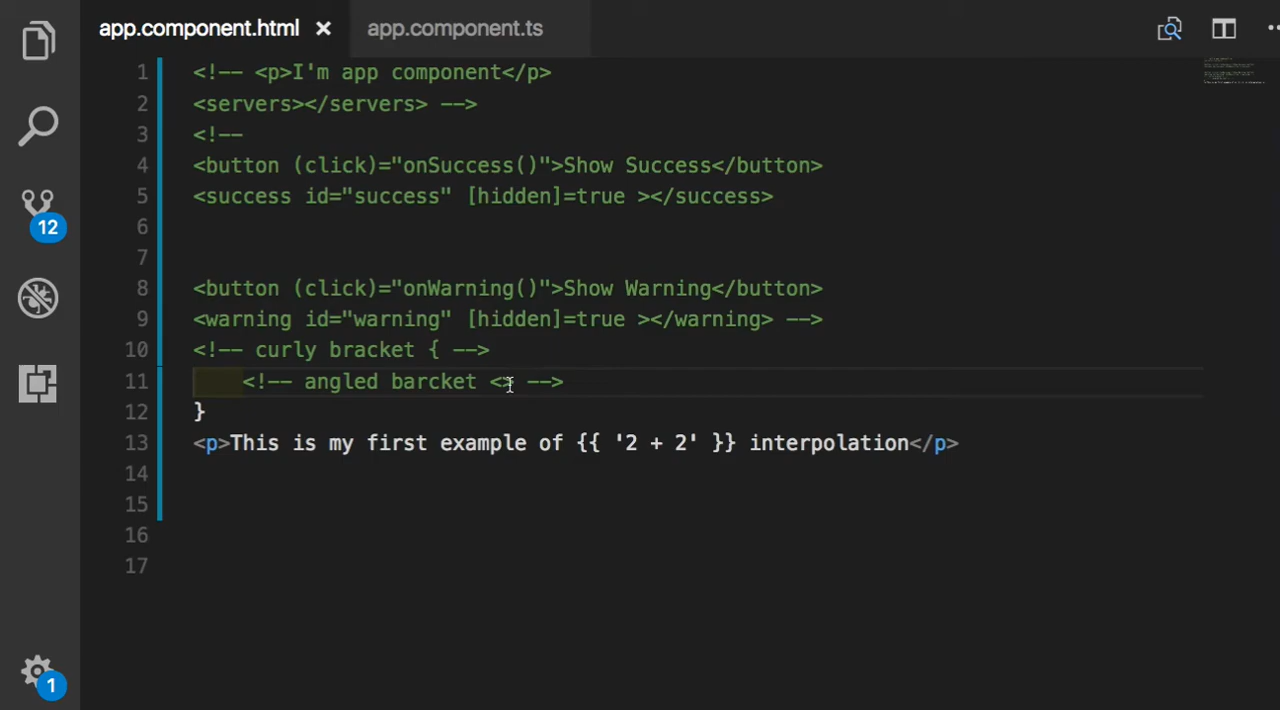 app.component.html × app.component.ts
1 <!-- <p>I'm app component</p>
2 <servers></servers> -->
3 <!--
4 <button (click)="onSuccess()">Show Success</button>
5 <success id="success" [hidden]=true ></success>
6
7
8 <button (click)="onWarning()">Show Warning</button>
9 <warning id="warning" [hidden]=true ></warning> -->
10 <!-- curly bracket { -->
11 <!-- angled barcket <> -->
12 }
13 <p>This is my first example of {{ '2 + 2' }} interpolation</p>
14
15
16
17
12
1